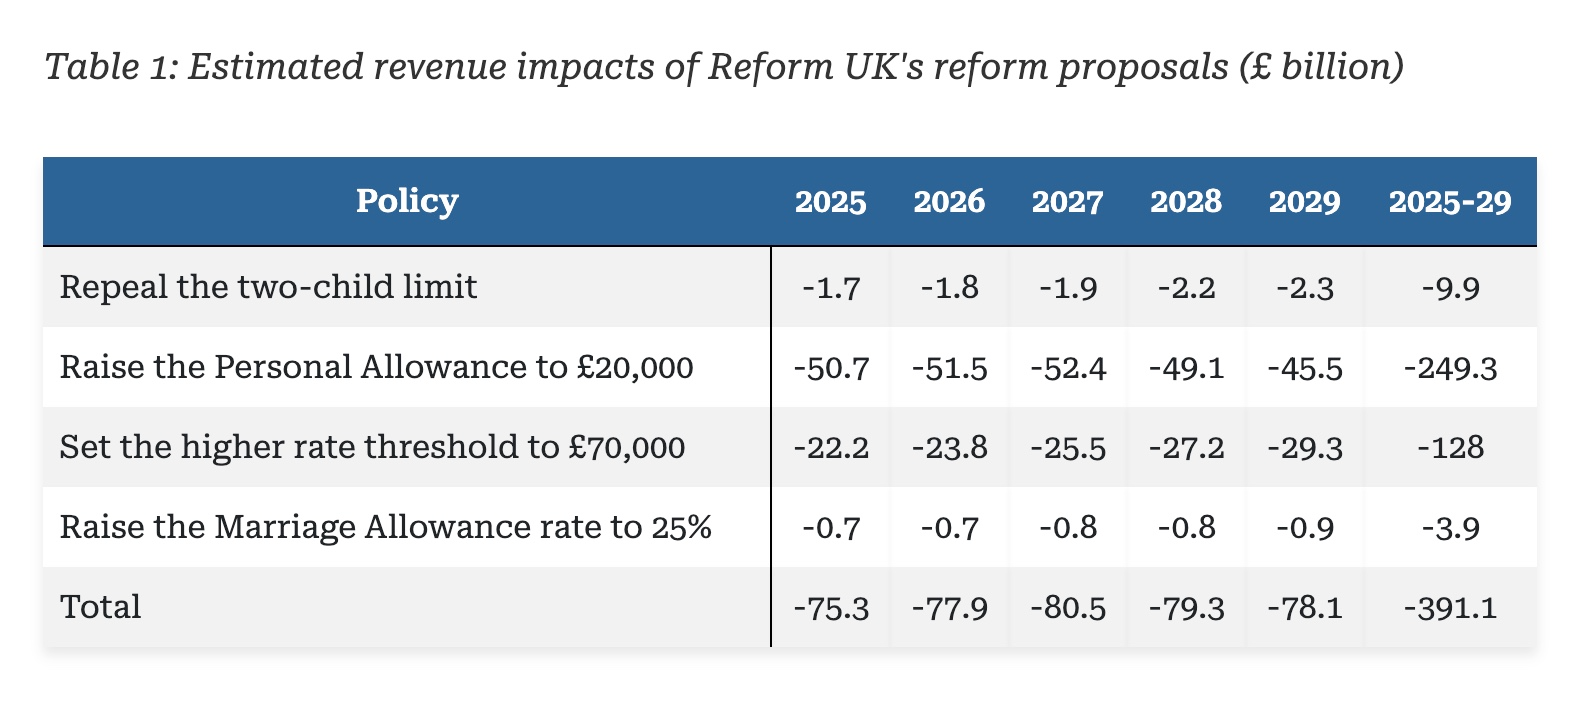 Table 1: Estimated revenue impacts of Reform UK's reform proposals (£ billion)
Policy 2025 2026 2027 2028 2029 2025-29
Repeal the two-child limit -1.7 -1.8 -1.9 -2.2 -2.3 -9.9
Raise the Personal Allowance to £20,000 -50.7 -51.5 -52.4 -49.1 -45.5 -249.3
Set the higher rate threshold to £70,000 -22.2 -23.8 -25.5 -27.2 -29.3 -128
Raise the Marriage Allowance rate to 25% -0.7 -0.7 -0.8 -0.8 -0.9 -3.9
Total -75.3 -77.9 -80.5 -79.3 -78.1 -391.1